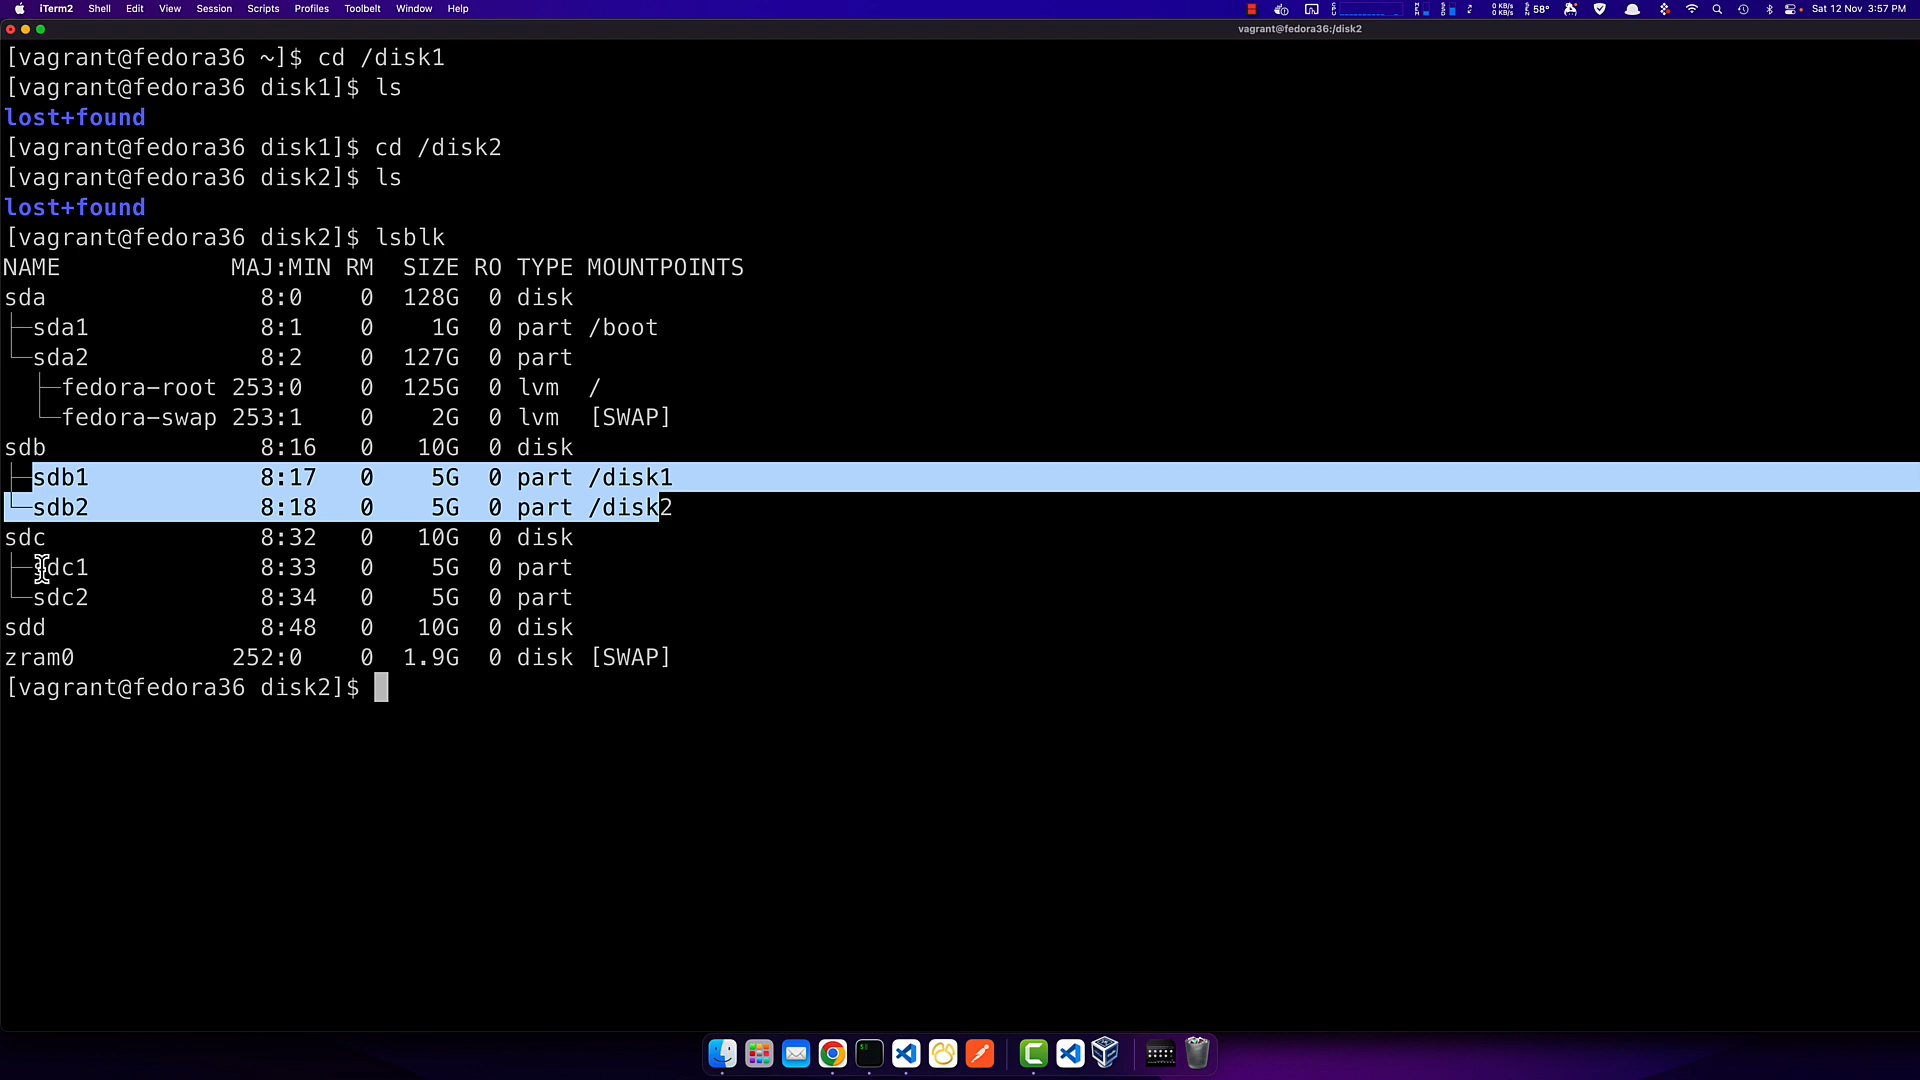 iTerm2 Shell Edit View Session Scripts Profiles Toolbelt Window Help
0 KB/s
0 KB/s
58° Sat 12 Nov 3:57 PM
vagrant@fedora36:/disk2
[vagrant@fedora36 ~]$ cd /disk1
[vagrant@fedora36 disk1]$ ls
lost+found
[vagrant@fedora36 disk1]$ cd /disk2
[vagrant@fedora36 disk2]$ ls
lost+found
[vagrant@fedora36 disk2]$ lsblk
NAME MAJ:MIN RM SIZE RO TYPE MOUNTPOINTS
sda 8:0 0 128G 0 disk
├─sda1 8:1 0 1G 0 part /boot
└─sda2 8:2 0 127G 0 part
├─fedora-root 253:0 0 125G 0 lvm /
└─fedora-swap 253:1 0 2G 0 lvm [SWAP]
sdb 8:16 0 10G 0 disk
├─sdb1 8:17 0 5G 0 part /disk1
└─sdb2 8:18 0 5G 0 part /disk2
sdc 8:32 0 10G 0 disk
├─sdc1 8:33 0 5G 0 part
└─sdc2 8:34 0 5G 0 part
sdd 8:48 0 10G 0 disk
zram0 252:0 0 1.9G 0 disk [SWAP]
[vagrant@fedora36 disk2]$